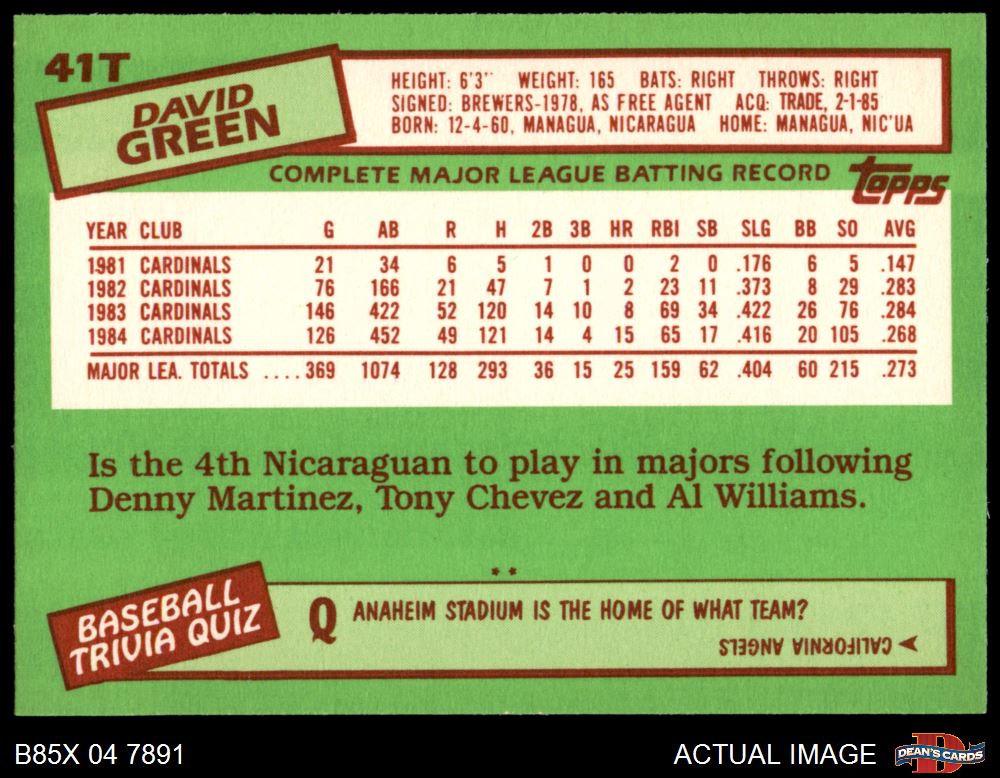 41T
DAVID
GREEN
HEIGHT: 6'3" WEIGHT: 165 BATS: RIGHT THROWS: RIGHT
SIGNED: BREWERS-1978, AS FREE AGENT ACQ: TRADE, 2-1-85
BORN: 12-4-60, MANAGUA, NICARAGUA HOME: MANAGUA, NIC'UA
COMPLETE MAJOR LEAGUE BATTING RECORD
Topps
YEAR CLUB G AB R H 2B 3B HR RBI SB SLG BB SO AVG
1981 CARDINALS 21 34 6 5 1 0 0 2 0 .176 6 5 .147
1982 CARDINALS 76 166 21 47 7 1 2 23 11 .373 8 29 .283
1983 CARDINALS 146 422 52 120 14 10 8 69 34 .422 26 76 .284
1984 CARDINALS 126 452 49 121 14 4 15 65 17 .416 20 105 .268
MAJOR LEA. TOTALS ....369 1074 128 293 36 15 25 159 62 .404 60 215 .273
Is the 4th Nicaraguan to play in majors following
Denny Martinez, Tony Chevez and Al Williams.
**
BASEBALL
TRIVIA QUIZ
Q ANAHEIM STADIUM IS THE HOME OF WHAT TEAM?
CALIFORNIA ANGELS
B85X 04 7891
ACTUAL IMAGE
DEAN'S CARDS